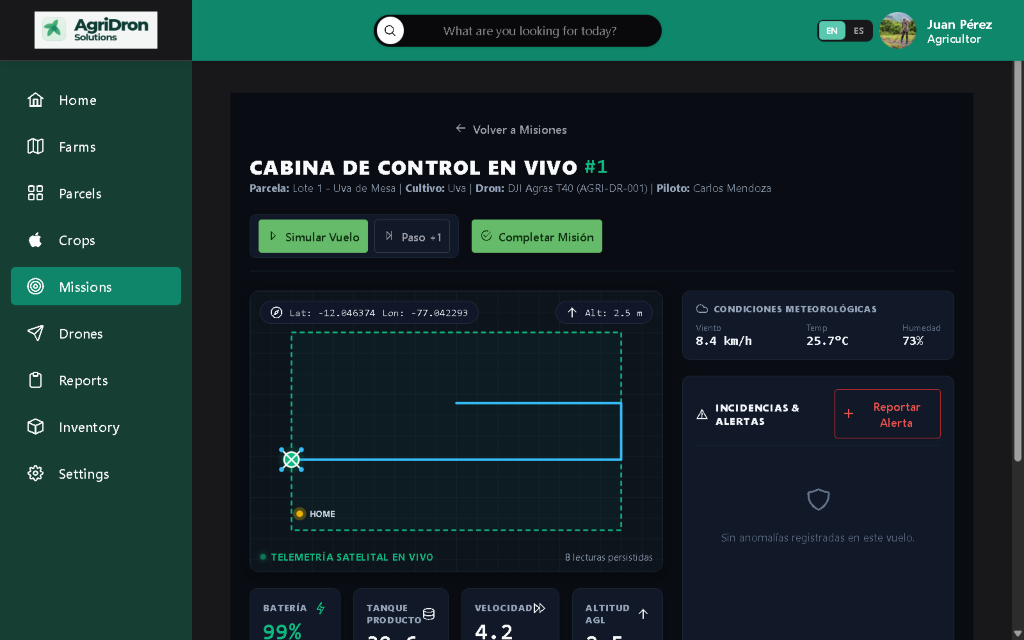 AgriDron
Solutions
What are you looking for today?
EN ES
Juan Pérez
Agricultor
Home
Farms
Parcels
Crops
Missions
Drones
Reports
Inventory
Settings
← Volver a Misiones
CABINA DE CONTROL EN VIVO #1
Parcela: Lote 1 - Uva de Mesa | Cultivo: Uva | Dron: DJI Agras T40 (AGRI-DR-001) | Piloto: Carlos Mendoza
Simular Vuelo
Paso +1
Completar Misión
Lat: -12.046374 Lon: -77.042293
Alt: 2.5 m
HOME
TELEMETRÍA SATELITAL EN VIVO
8 lecturas persistidas
CONDICIONES METEOROLÓGICAS
Viento Temp Humedad
8.4 km/h 25.7°C 73%
INCIDENCIAS &
ALERTAS
Reportar
Alerta
Sin anomalías registradas en este vuelo.
BATERÍA
99%
TANQUE
PRODUCTO
VELOCIDAD
4.2
ALTITUD
AGL